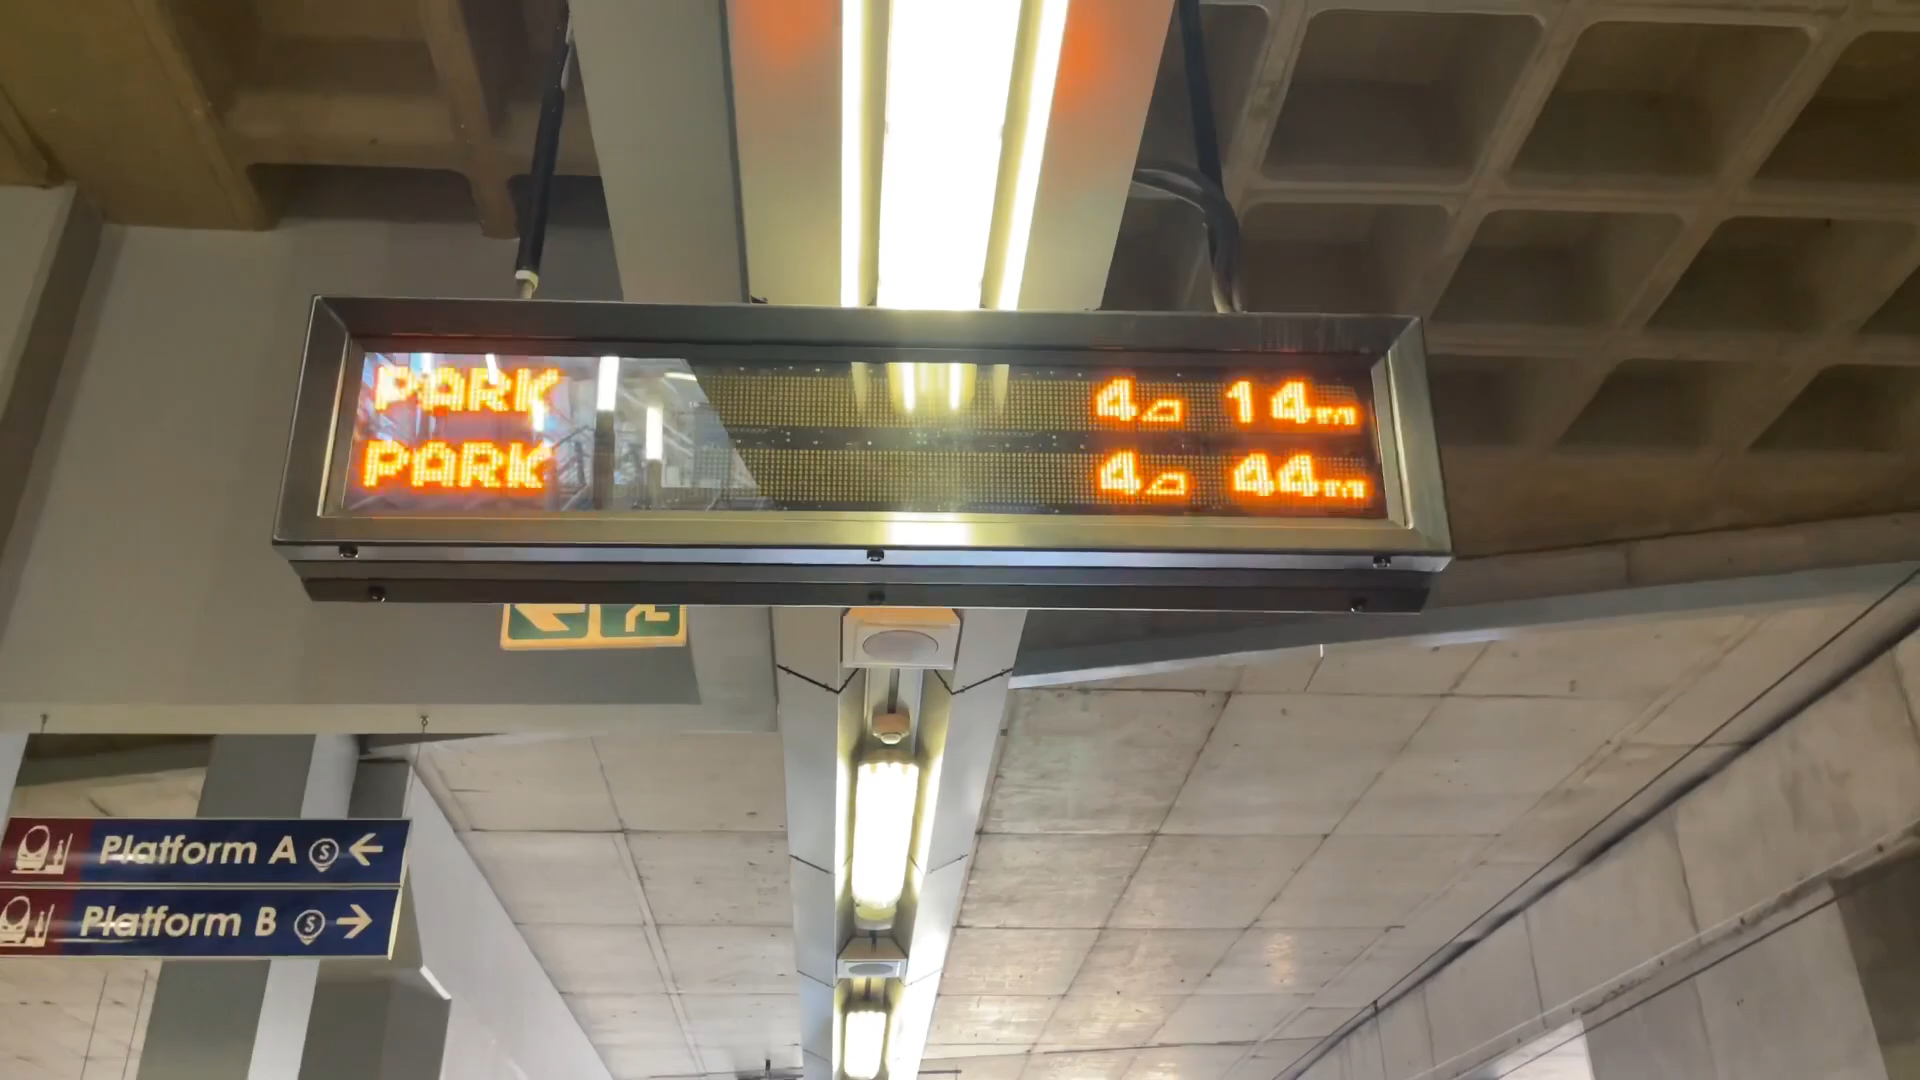 PARK 4 14m
PARK 4 44m
Platform A S ←
Platform B S →